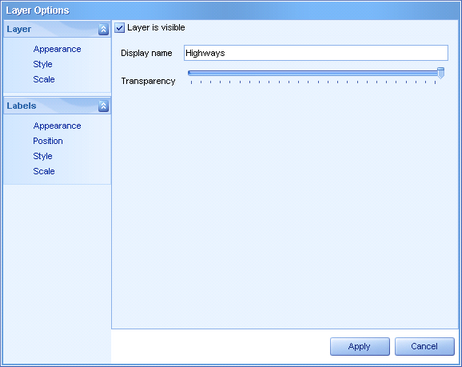 Layer Options
Layer
Appearance
Style
Scale
Labels
Appearance
Position
Style
Scale
Layer is visible
Display name Highways
Transparency
Apply Cancel